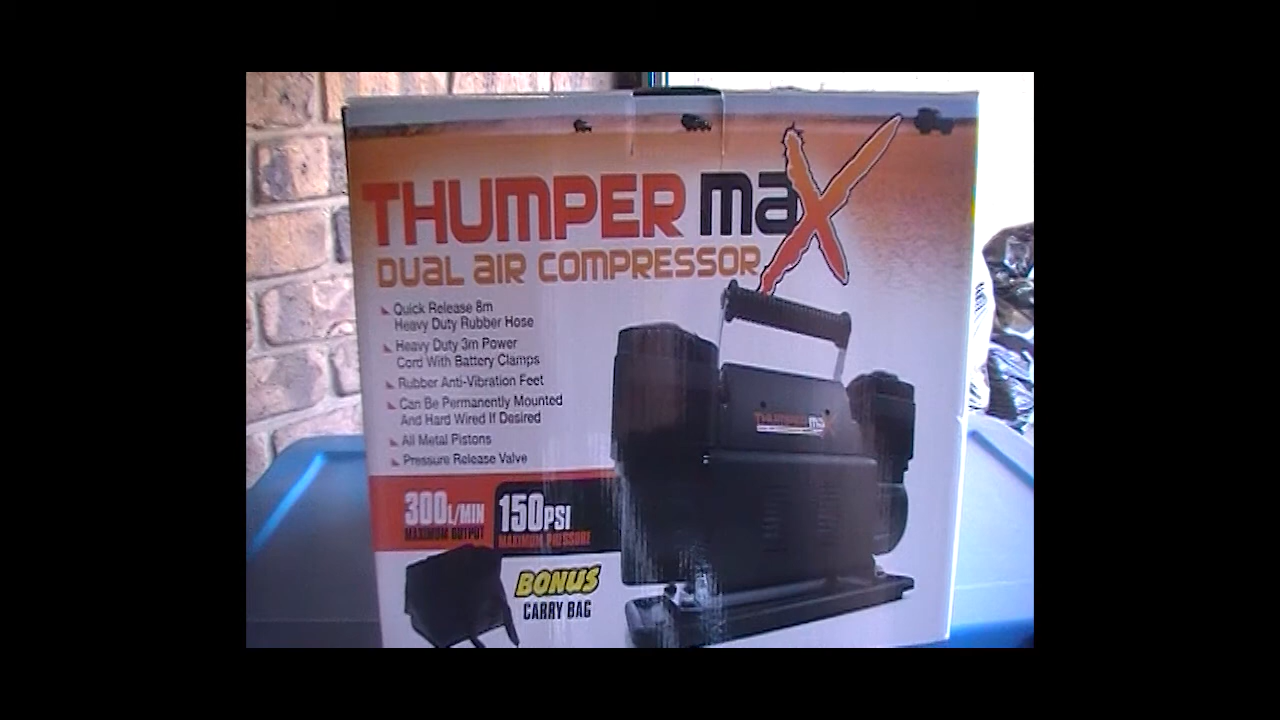 THUMPER maX
DUAL AIR COMPRESSOR
Quick Release 8m
Heavy Duty Rubber Hose
Heavy Duty 3m Power
Cord With Battery Clamps
Rubber Anti-Vibration Feet
Can Be Permanently Mounted
And Hard Wired If Desired
All Metal Pistons
Pressure Release Valve
THUMPER maX
300L/MIN
MAXIMUM OUTPUT
150PSI
MAXIMUM PRESSURE
BONUS
CARRY BAG